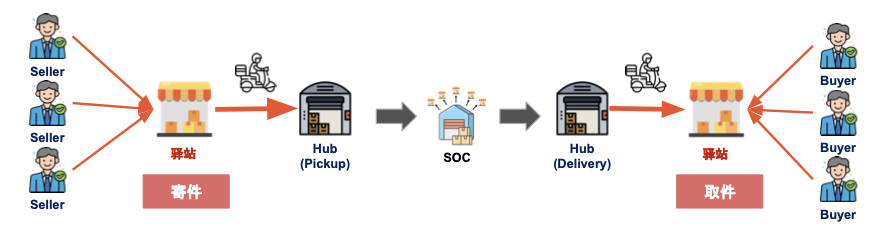 Seller
Seller
Seller
驿站
寄件
Hub
(Pickup)
SOC
Hub
(Delivery)
驿站
取件
Buyer
Buyer
Buyer